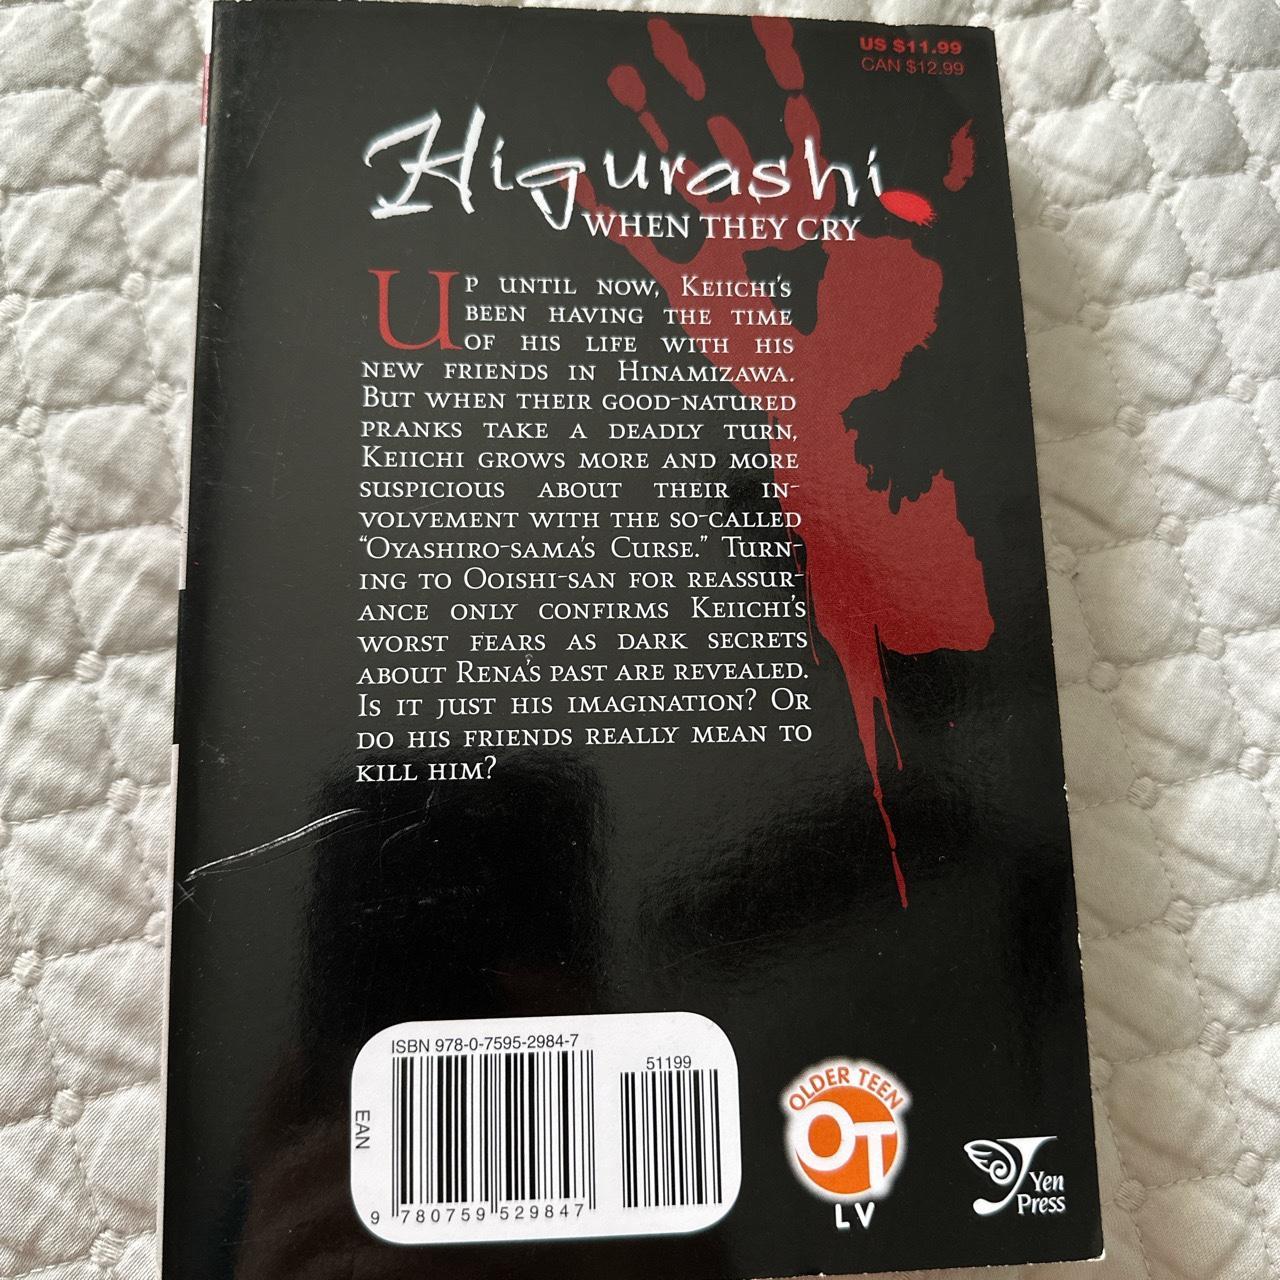 US $11.99
CAN $12.99
Higurashi
WHEN THEY CRY
UP UNTIL NOW, KEIICHI'S
BEEN HAVING THE TIME
OF HIS LIFE WITH HIS
NEW FRIENDS IN HINAMIZAWA.
BUT WHEN THEIR GOOD-NATURED
PRANKS TAKE A DEADLY TURN,
KEIICHI GROWS MORE AND MORE
SUSPICIOUS ABOUT THEIR IN-
VOLVEMENT WITH THE SO-CALLED
"OYASHIRO-SAMA'S CURSE." TURN-
ING TO OOISHI-SAN FOR REASSUR-
ANCE ONLY CONFIRMS KEIICHI'S
WORST FEARS AS DARK SECRETS
ABOUT RENA'S PAST ARE REVEALED.
IS IT JUST HIS IMAGINATION? OR
DO HIS FRIENDS REALLY MEAN TO
KILL HIM?
ISBN 978-0-7595-2984-7
51199
EAN
9 780759 529847
OLDER TEEN
OT
LV
Yen
Press